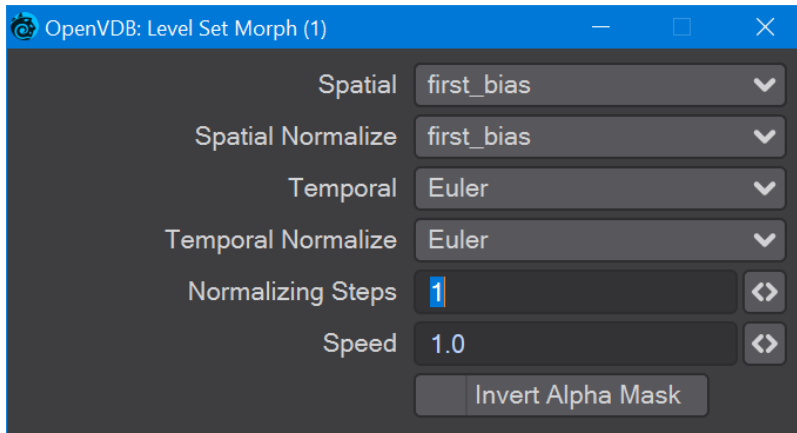 OpenVDB: Level Set Morph (1)
Spatial first_bias
Spatial Normalize first_bias
Temporal Euler
Temporal Normalize Euler
Normalizing Steps 1
Speed 1.0
Invert Alpha Mask